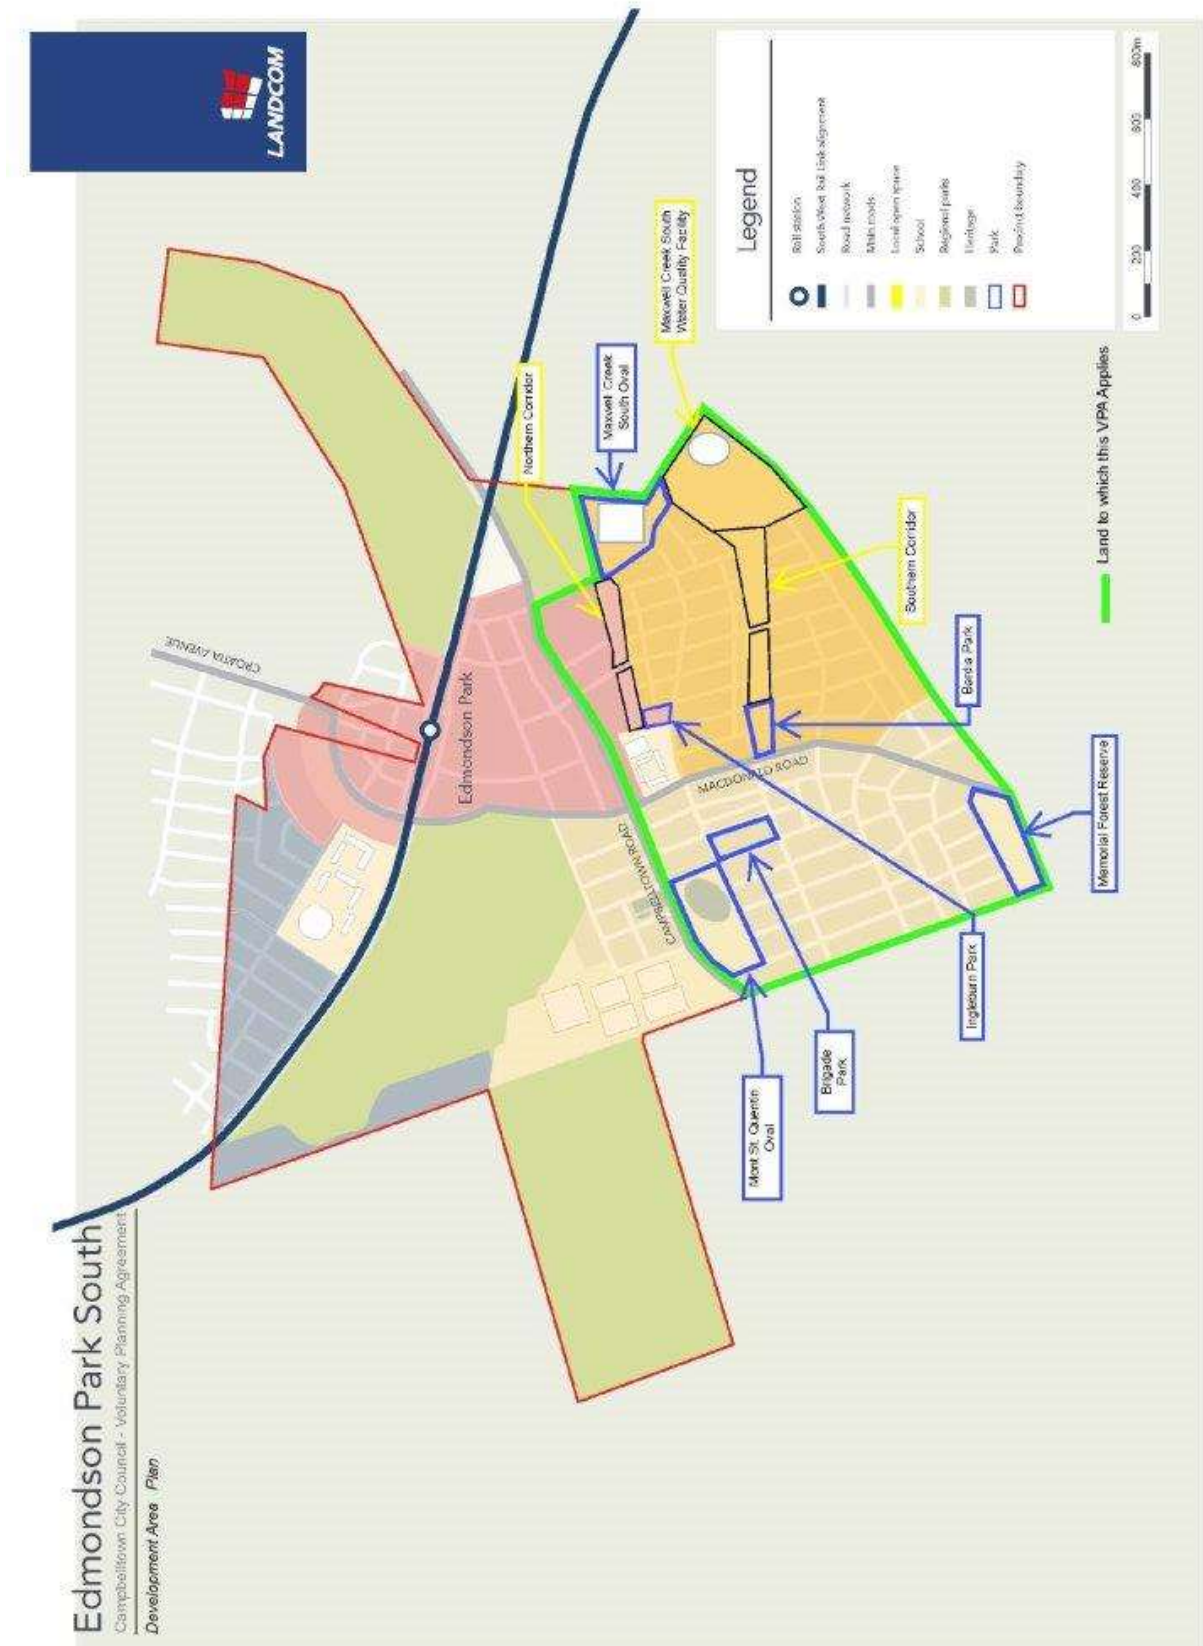 Edmondson Park South
Campbelltown City Council - Voluntary Planning Agreement
Development Area Plan
LANDCOM
CROATIA AVENUE
Edmondson Park
CAMPBELLTOWN ROAD
MACDONALD ROAD
Northern Corridor
Maxwell Creek
South Oval
Maxwell Creek South
Water Quality Facility
Southern Corridor
Bardia Park
Memorial Forest Reserve
Ingleburn Park
Brigade
Park
Mont St. Quentin
Oval
Legend
Rail station
South West Rail Link alignment
Road network
Main roads
Local open space
School
Regional parks
Heritage
Park
Precinct boundary
0 200 400 600 800m
Land to which this VPA Applies